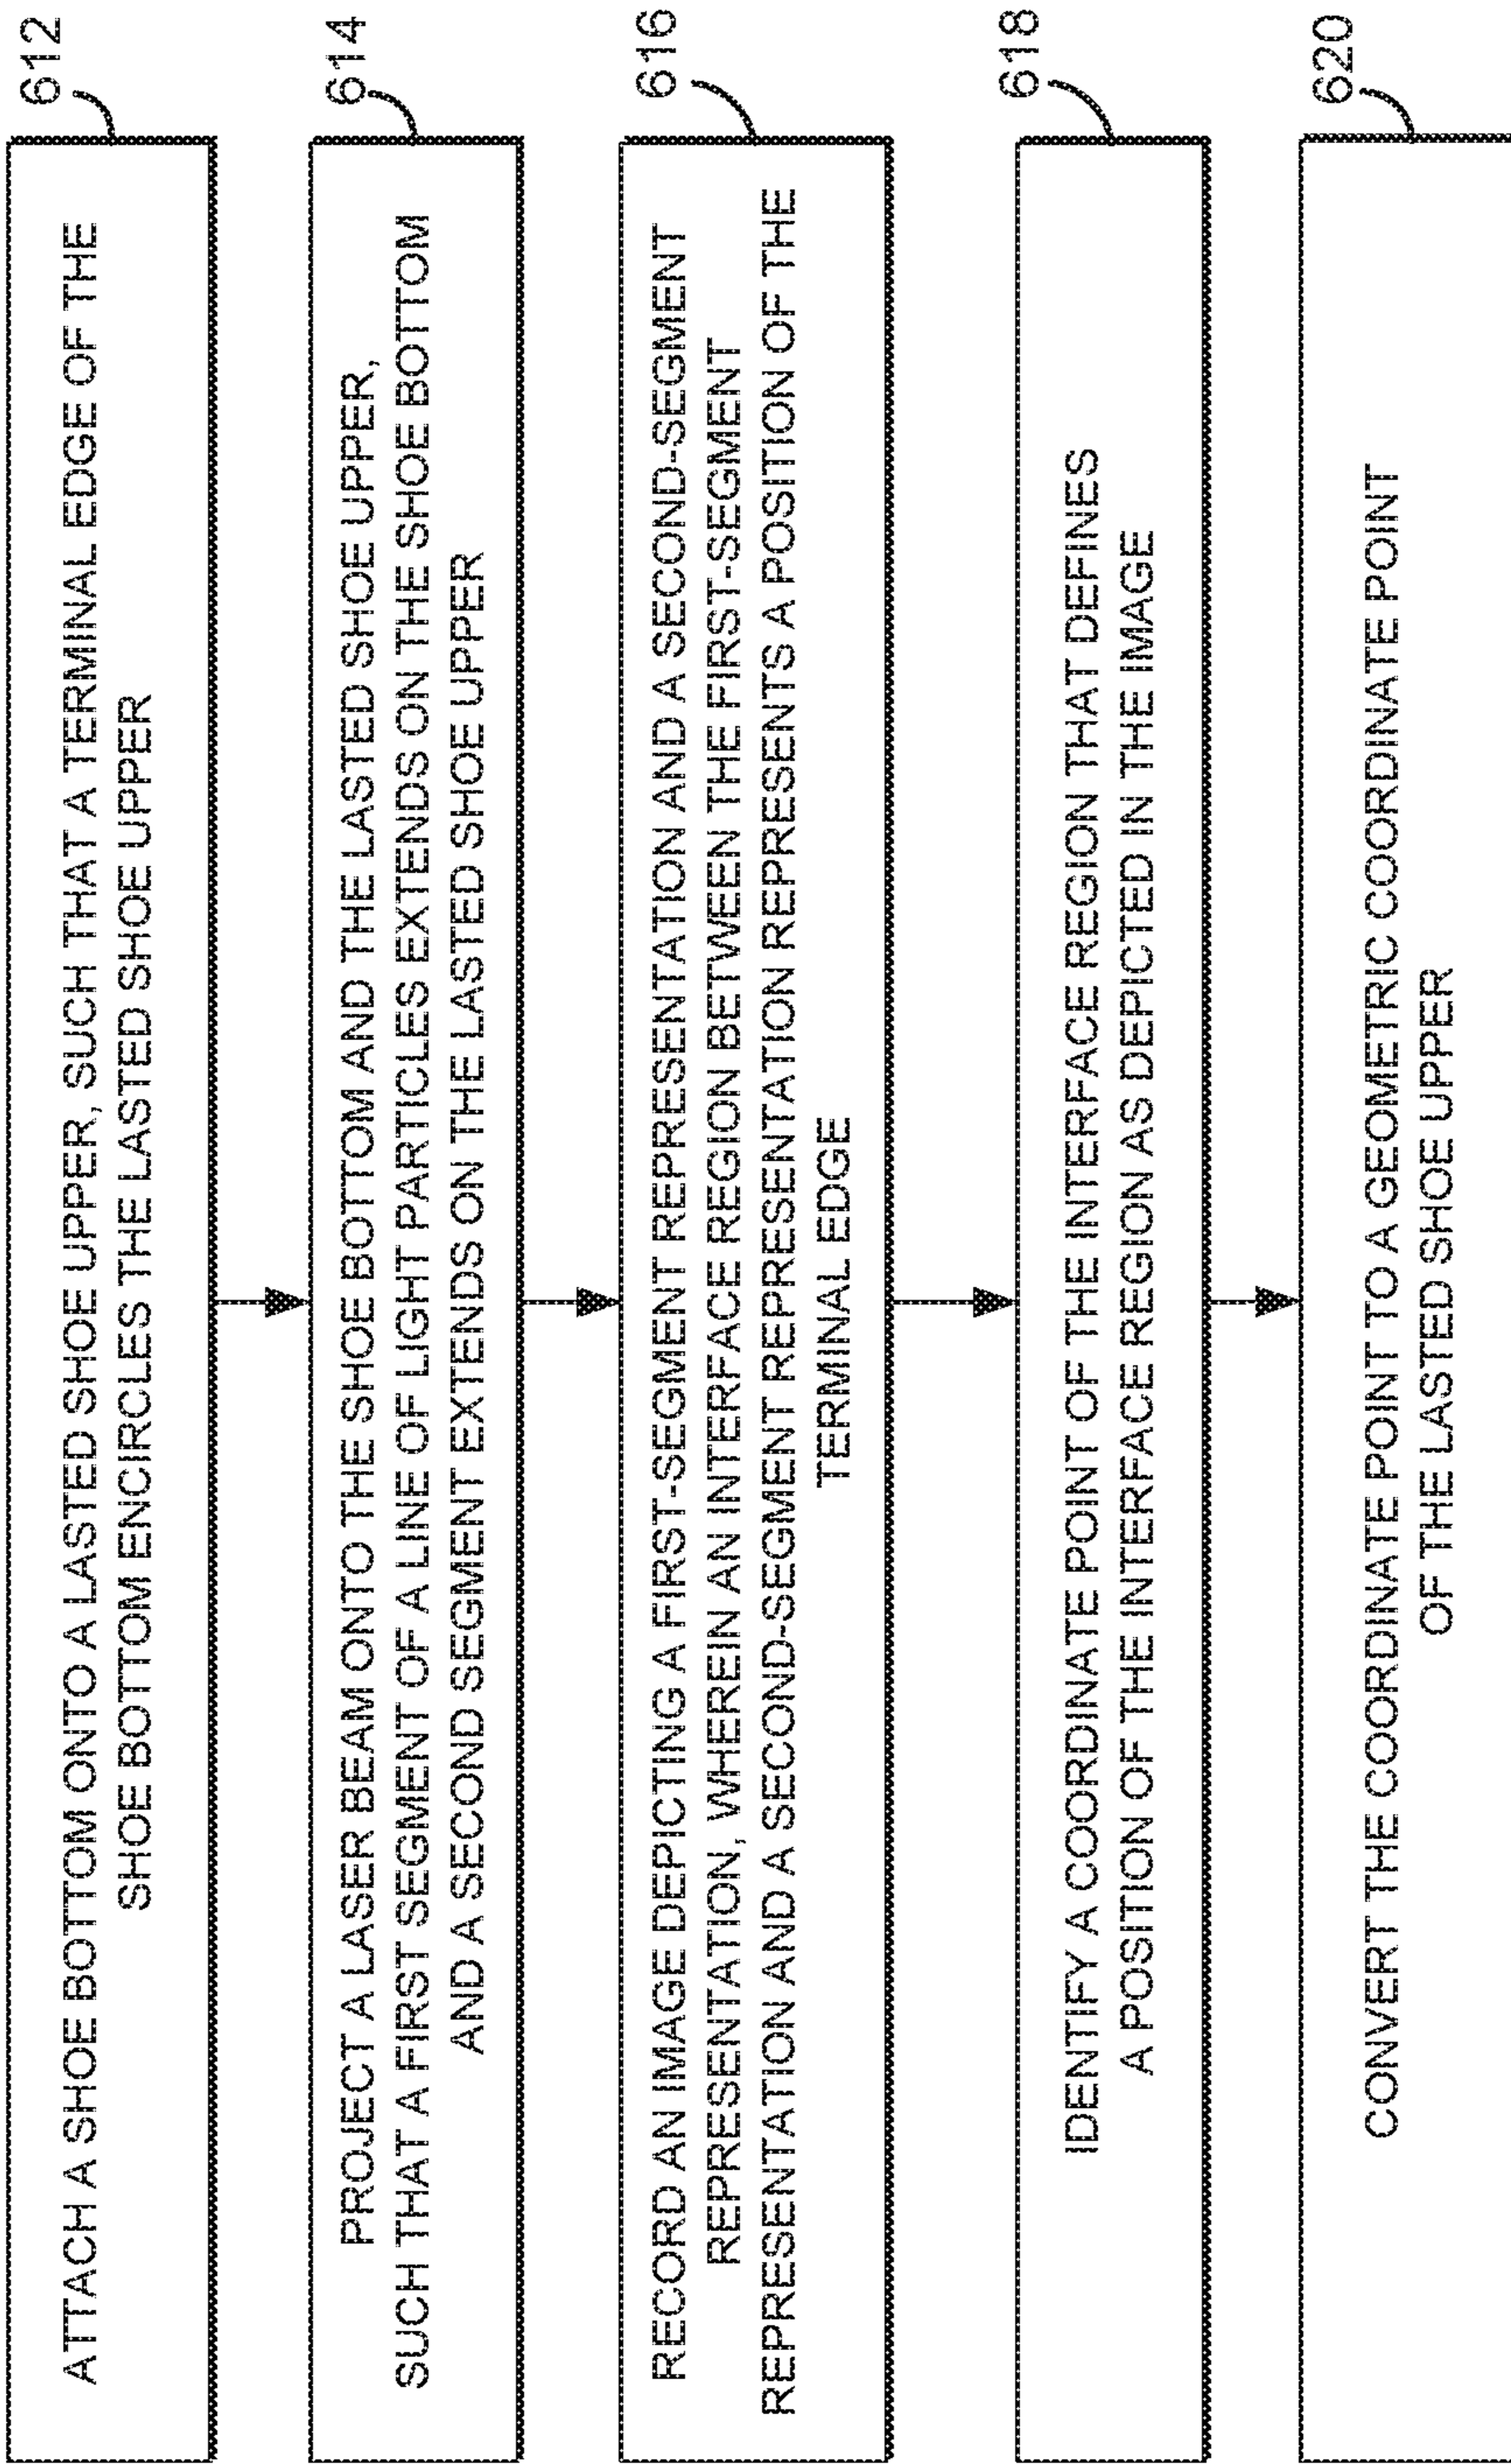 612
ATTACH A SHOE BOTTOM ONTO A LASTED SHOE UPPER, SUCH THAT A TERMINAL EDGE OF THE
SHOE BOTTOM ENCIRCLES THE LASTED SHOE UPPER
614
PROJECT A LASER BEAM ONTO THE SHOE BOTTOM AND THE LASTED SHOE UPPER,
SUCH THAT A FIRST SEGMENT OF A LINE OF LIGHT PARTICLES EXTENDS ON THE SHOE BOTTOM
AND A SECOND SEGMENT EXTENDS ON THE LASTED SHOE UPPER
616
RECORD AN IMAGE DEPICTING A FIRST-SEGMENT REPRESENTATION AND A SECOND-SEGMENT
REPRESENTATION, WHEREIN AN INTERFACE REGION BETWEEN THE FIRST-SEGMENT
REPRESENTATION AND A SECOND-SEGMENT REPRESENTATION REPRESENTS A POSITION OF THE
TERMINAL EDGE
618
IDENTIFY A COORDINATE POINT OF THE INTERFACE REGION THAT DEFINES
A POSITION OF THE INTERFACE REGION AS DEPICTED IN THE IMAGE
620
CONVERT THE COORDINATE POINT TO A GEOMETRIC COORDINATE POINT
OF THE LASTED SHOE UPPER